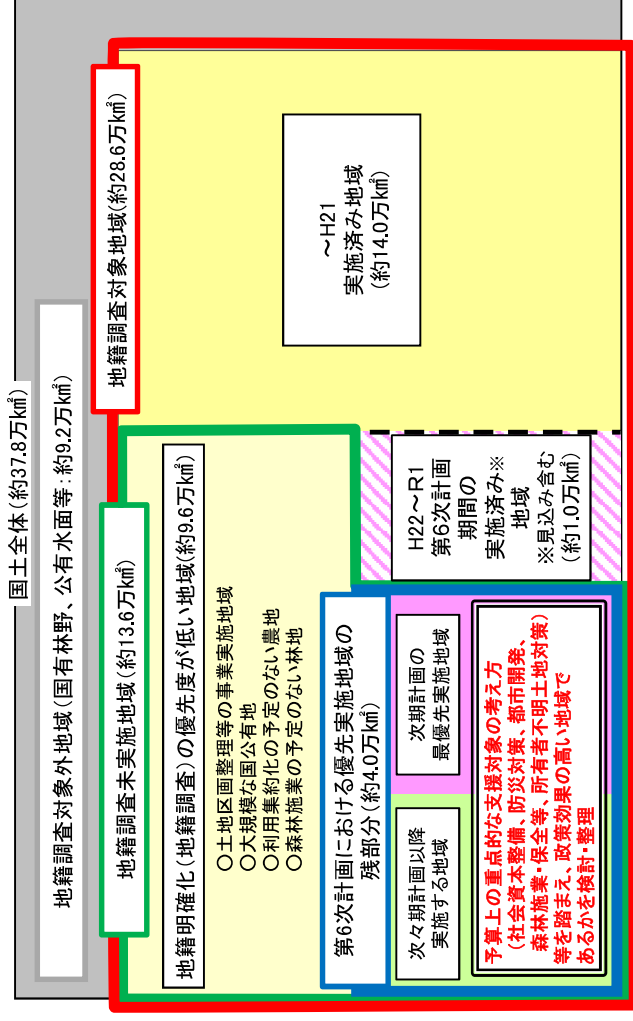 国土全体(約37.8万㎢)
地籍調査対象外地域(国有林野、公有水面等:約9.2万㎢)
地籍調査対象地域(約28.6万㎢)
地籍調査未実施地域(約13.6万㎢)
地籍明確化(地籍調査)の優先度が低い地域(約9.6万㎢)
○土地区画整理等の事業実施地域
○大規模な国公有地
○利用集約化の予定のない農地
○森林施業の予定のない林地
第6次計画における優先実施地域の
残部分(約4.0万㎢)
次々期計画以降
実施する地域
次期計画の
最優先実施地域
予算上の重点的な支援対象の考え方
(社会資本整備、防災対策、都市開発、
森林施業・保全等、所有者不明土地対策)
等を踏まえ、政策効果の高い地域で
あるかを検討・整理
H22~R1
第6次計画
期間の
実施済み※
地域
※見込み含む
(約1.0万㎢)
~H21
実施済み地域
(約14.0万㎢)